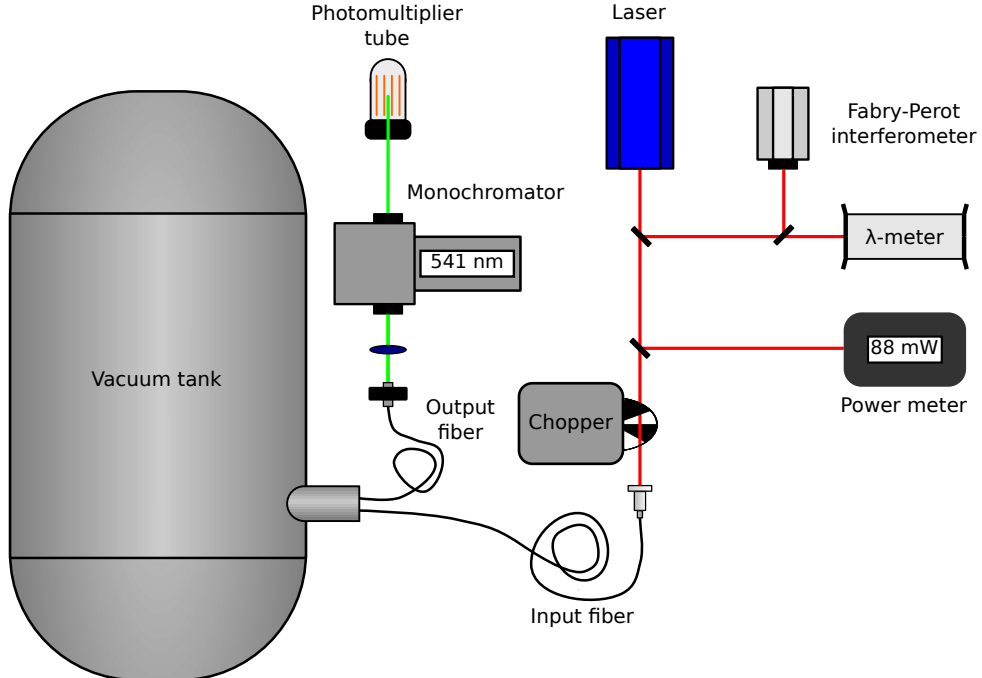 Photomultiplier
tube
Laser
Fabry-Perot
interferometer
Monochromator
λ-meter
541 nm
88 mW
Vacuum tank
Power meter
Output
fiber
Chopper
Input fiber